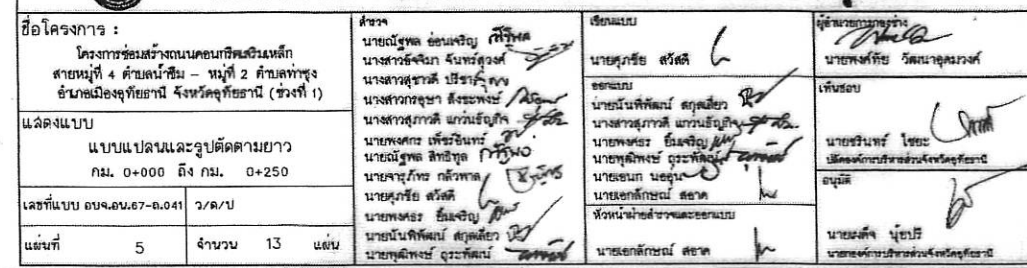 ชื่อโครงการ :
โครงการซ่อมสร้างถนนคอนกรีตเสริมเหล็ก
สายหมู่ที่ 4 ตำบลน้ำซึม - หมู่ที่ 2 ตำบลท่าซุง
อำเภอเมืองอุทัยธานี จังหวัดอุทัยธานี (ช่วงที่ 1)
แสดงแบบ
แบบแปลนและรูปตัดตามยาว
กม. 0+000 ถึง กม. 0+250
เลขที่แบบ อบจ.อน.67-ถ.041 ว/ด/ป
แผ่นที่ 5 จำนวน 13 แผ่น
สำรวจ
นายณัฐพล อ่อนเจริญ
นางสาวอัจจิมา จันทร์สุวงศ์
นางสาวสุชาวดี ปรีชา
นางสาวกรอุษา สังขะพงษ์
นางสาวสุภาวดี แกวนธัญกิจ
นายพงศกร เพ็ชรอินทร์
นายณัฐพล สิทธิทูล
นายจารุภัทร กล้วพาล
นายศุภชัย สวัสดี
นายพงศธร ยิ้มเจริญ
นายนันทิพัฒน์ สกุลเลี่ยว
นายพุฒิพงษ์ ถุระพัฒน์
เขียนแบบ
นายศุภชัย สวัสดี
ออกแบบ
นายนันทิพัฒน์ สกุลเลี่ยว
นางสาวสุภาวดี แกวนธัญกิจ
นายพงศธร ยิ้มเจริญ
นายพุฒิพงษ์ ถุระพัฒน์
นายเอนก
นายเอกลักษณ์ สอาด
หัวหน้าฝ่ายสำรวจและออกแบบ
นายเอกลักษณ์ สอาด
ผู้อำนวยการกองช่าง
นายพงศ์ทัย วัฒนาอุดมวงศ์
เห็นชอบ
นายชรินทร์ ไชยะ
ปลัดองค์การบริหารส่วนจังหวัดอุทัยธานี
อนุมัติ
นายเผด็จ นุ้ยปรี
นายกองค์การบริหารส่วนจังหวัดอุทัยธานี